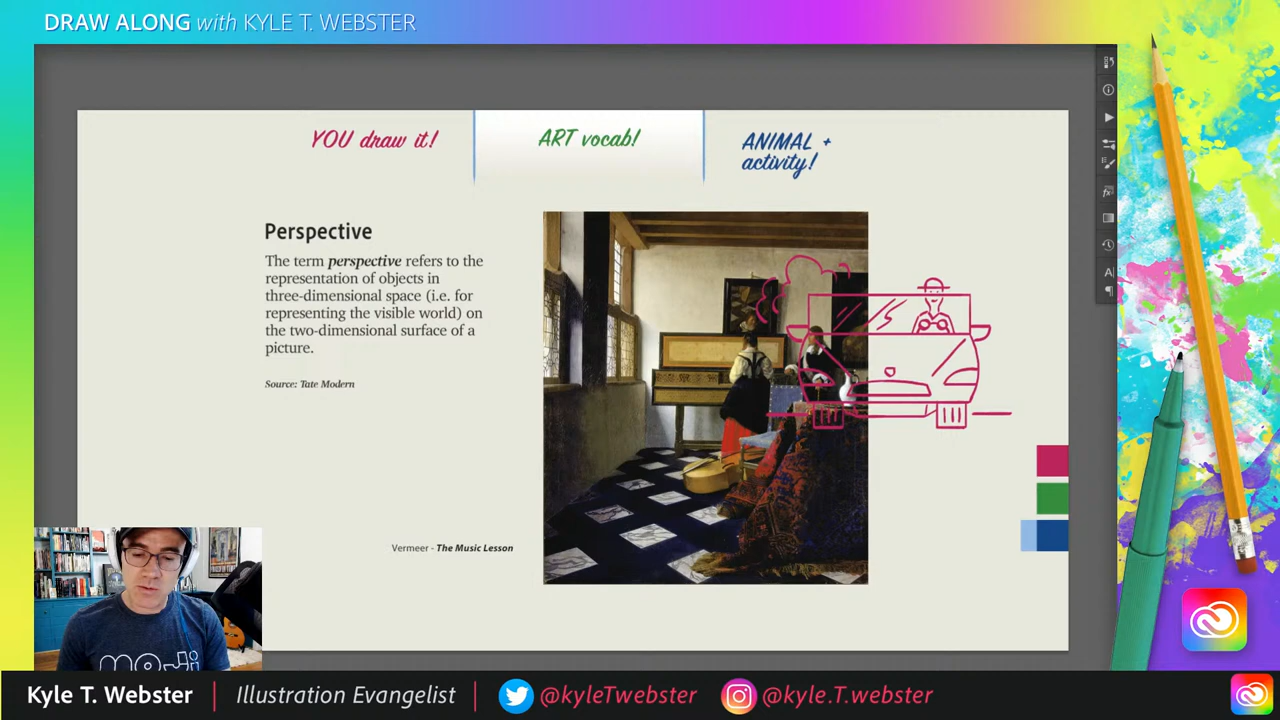 DRAW ALONG with KYLE T. WEBSTER
YOU draw it!
ART vocab!
ANIMAL +
activity!
Perspective
The term perspective refers to the
representation of objects in
three-dimensional space (i.e. for
representing the visible world) on
the two-dimensional surface of a
picture.
Source: Tate Modern
Vermeer - The Music Lesson
Kyle T. Webster | Illustration Evangelist | @kyleTwebster @kyle.T.webster